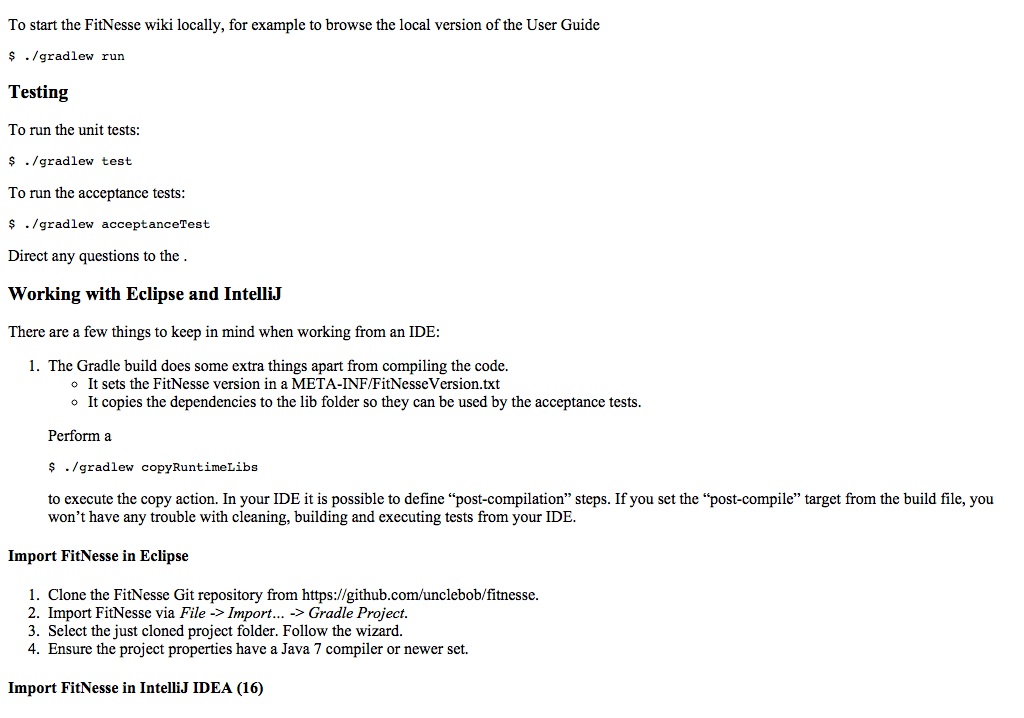 To start the FitNesse wiki locally, for example to browse the local version of the User Guide
$ ./gradlew run
Testing
To run the unit tests:
$ ./gradlew test
To run the acceptance tests:
$ ./gradlew acceptanceTest
Direct any questions to the .
Working with Eclipse and IntelliJ
There are a few things to keep in mind when working from an IDE:
1. The Gradle build does some extra things apart from compiling the code.
◦ It sets the FitNesse version in a META-INF/FitNesseVersion.txt
◦ It copies the dependencies to the lib folder so they can be used by the acceptance tests.
Perform a
$ ./gradlew copyRuntimeLibs
to execute the copy action. In your IDE it is possible to define “post-compilation” steps. If you set the “post-compile” target from the build file, you
won’t have any trouble with cleaning, building and executing tests from your IDE.
Import FitNesse in Eclipse
1. Clone the FitNesse Git repository from https://github.com/unclebob/fitnesse.
2. Import FitNesse via File -> Import... -> Gradle Project.
3. Select the just cloned project folder. Follow the wizard.
4. Ensure the project properties have a Java 7 compiler or newer set.
Import FitNesse in IntelliJ IDEA (16)